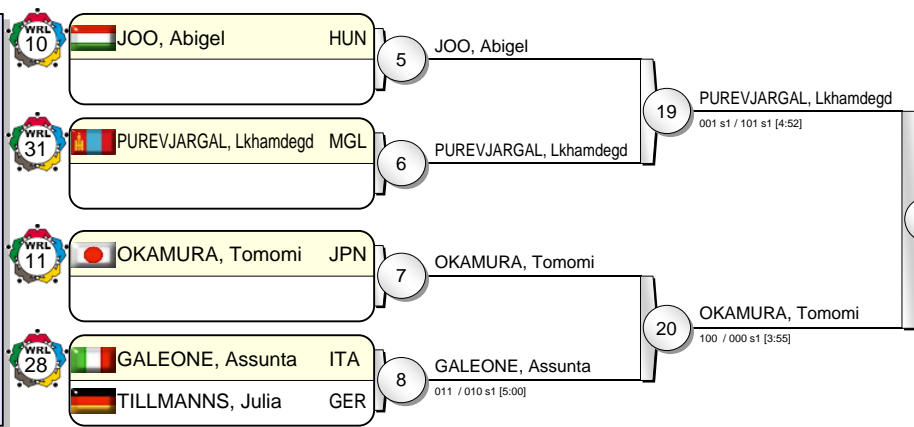 WRL
10
JOO, Abigel HUN
5
JOO, Abigel
WRL
31
PUREVJARGAL, Lkhamdegd MGL
6
PUREVJARGAL, Lkhamdegd
19
PUREVJARGAL, Lkhamdegd
001 s1 / 101 s1 [4:52]
WRL
11
OKAMURA, Tomomi JPN
7
OKAMURA, Tomomi
WRL
28
GALEONE, Assunta ITA
TILLMANNS, Julia GER
8
GALEONE, Assunta
011 / 010 s1 [5:00]
20
OKAMURA, Tomomi
100 / 000 s1 [3:55]